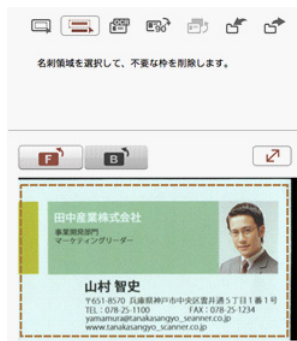 OCR
90°
名刺領域を選択して、不要な枠を削除します。
F
B
田中産業株式会社
事業開発部門
マーケティングリーダー
山村 智史
〒651-8570 兵庫県神戸市中央区雲井通5丁目1番1号
TEL:078-25-1100 FAX:078-25-1234
yamamura@tanakasangyo_scanner.co.jp
www.tanakasangyo_scanner.co.jp